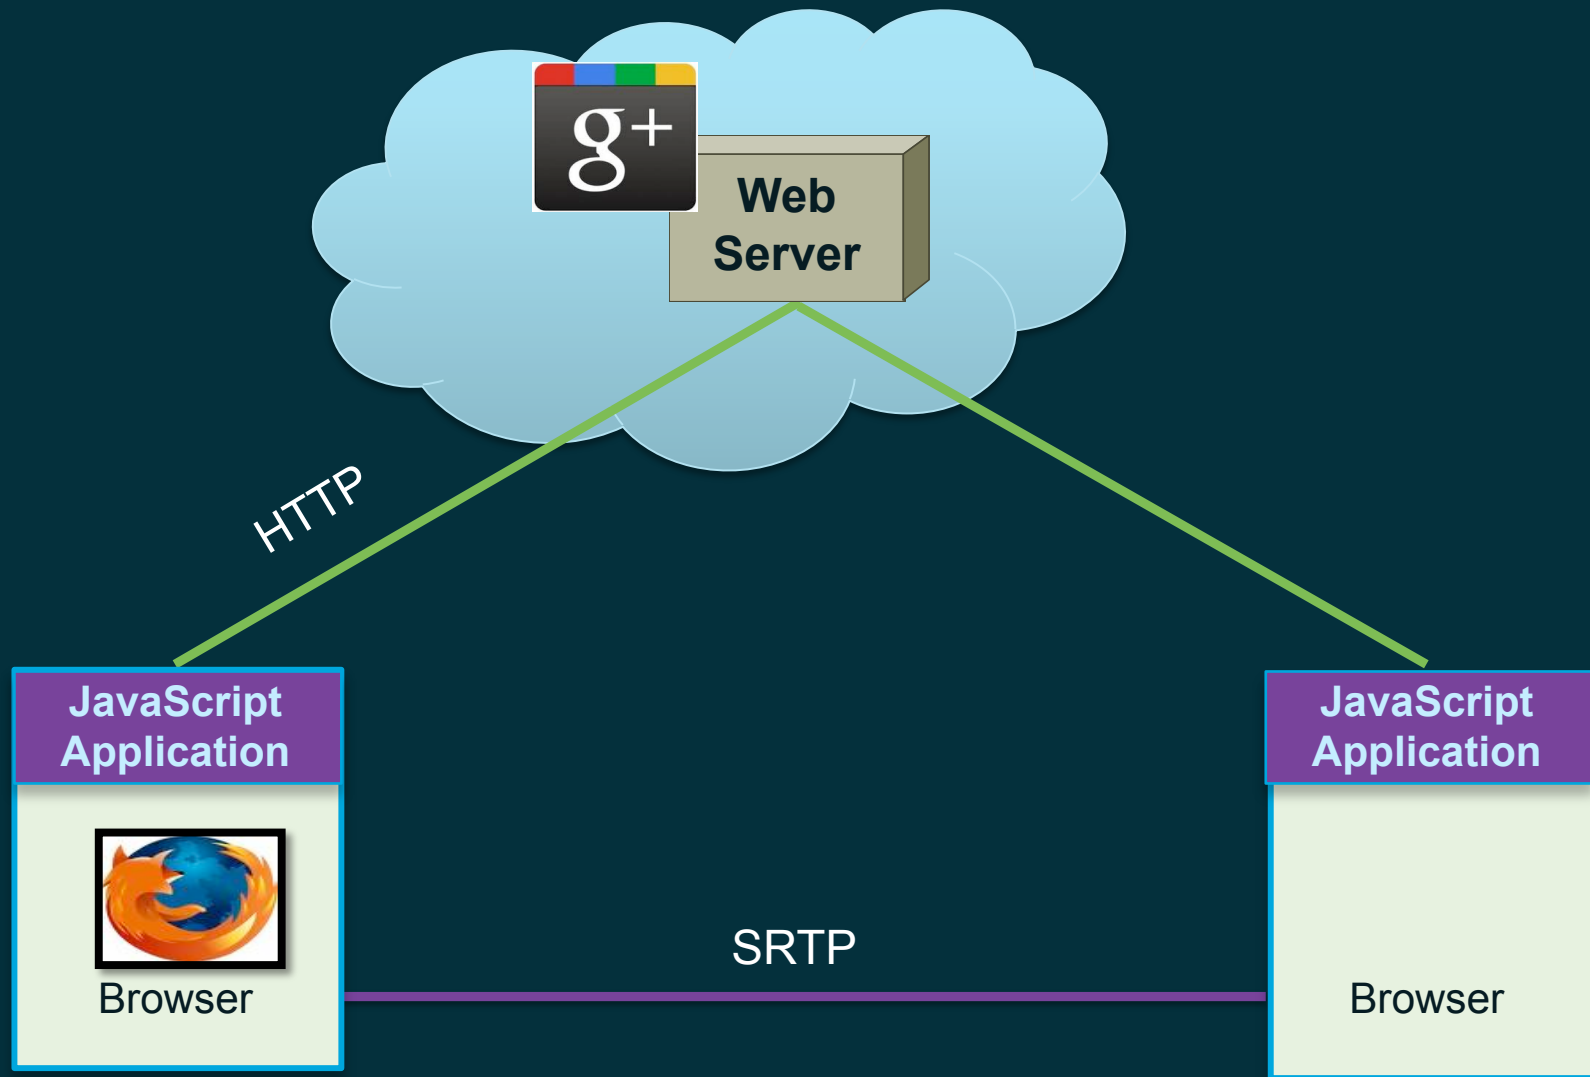 g+
Web
Server
HTTP
JavaScript
Application
JavaScript
Application
SRTP
Browser
Browser